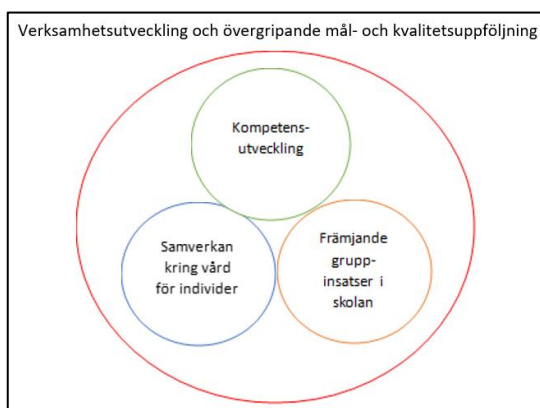 Verksamhetsutveckling och övergripande mål- och kvalitetsuppföljning
Kompetens-
utveckling
Samverkan
kring vård
för individer
Främjande
grupp-
insatser i
skolan